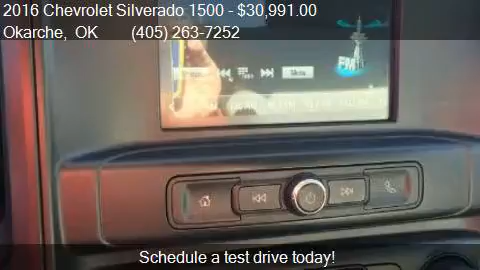 2016 Chevrolet Silverado 1500 - $30,991.00
Okarche, OK (405) 263-7252
FM
Schedule a test drive today!